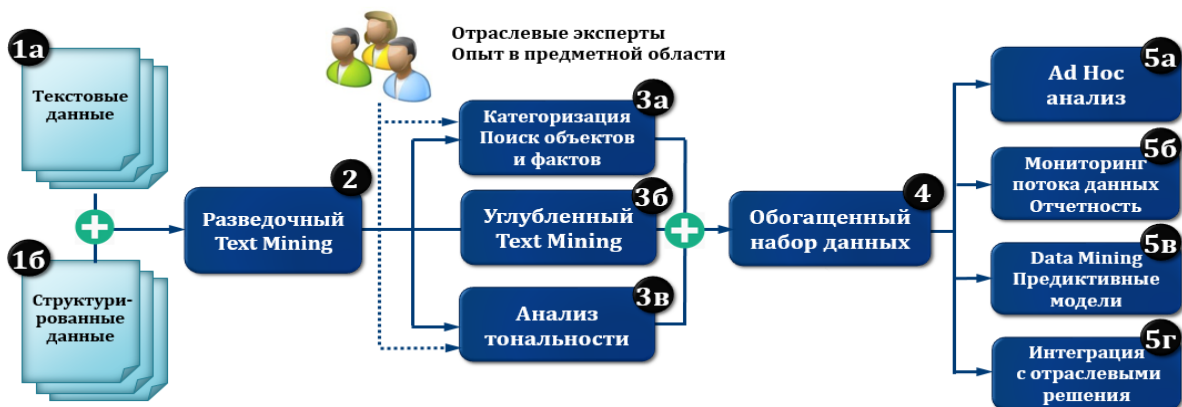 1а
Текстовые
данные
1б
Структури-
рованные
данные
2
Разведочный
Text Mining
Отраслевые эксперты
Опыт в предметной области
3а
Категоризация
Поиск объектов
и фактов
3б
Углубленный
Text Mining
3в
Анализ
тональности
4
Обогащенный
набор данных
5а
Ad Hoc
анализ
5б
Мониторинг
потока данных
Отчетность
5в
Data Mining
Предиктивные
модели
5г
Интеграция
с отраслевыми
решения